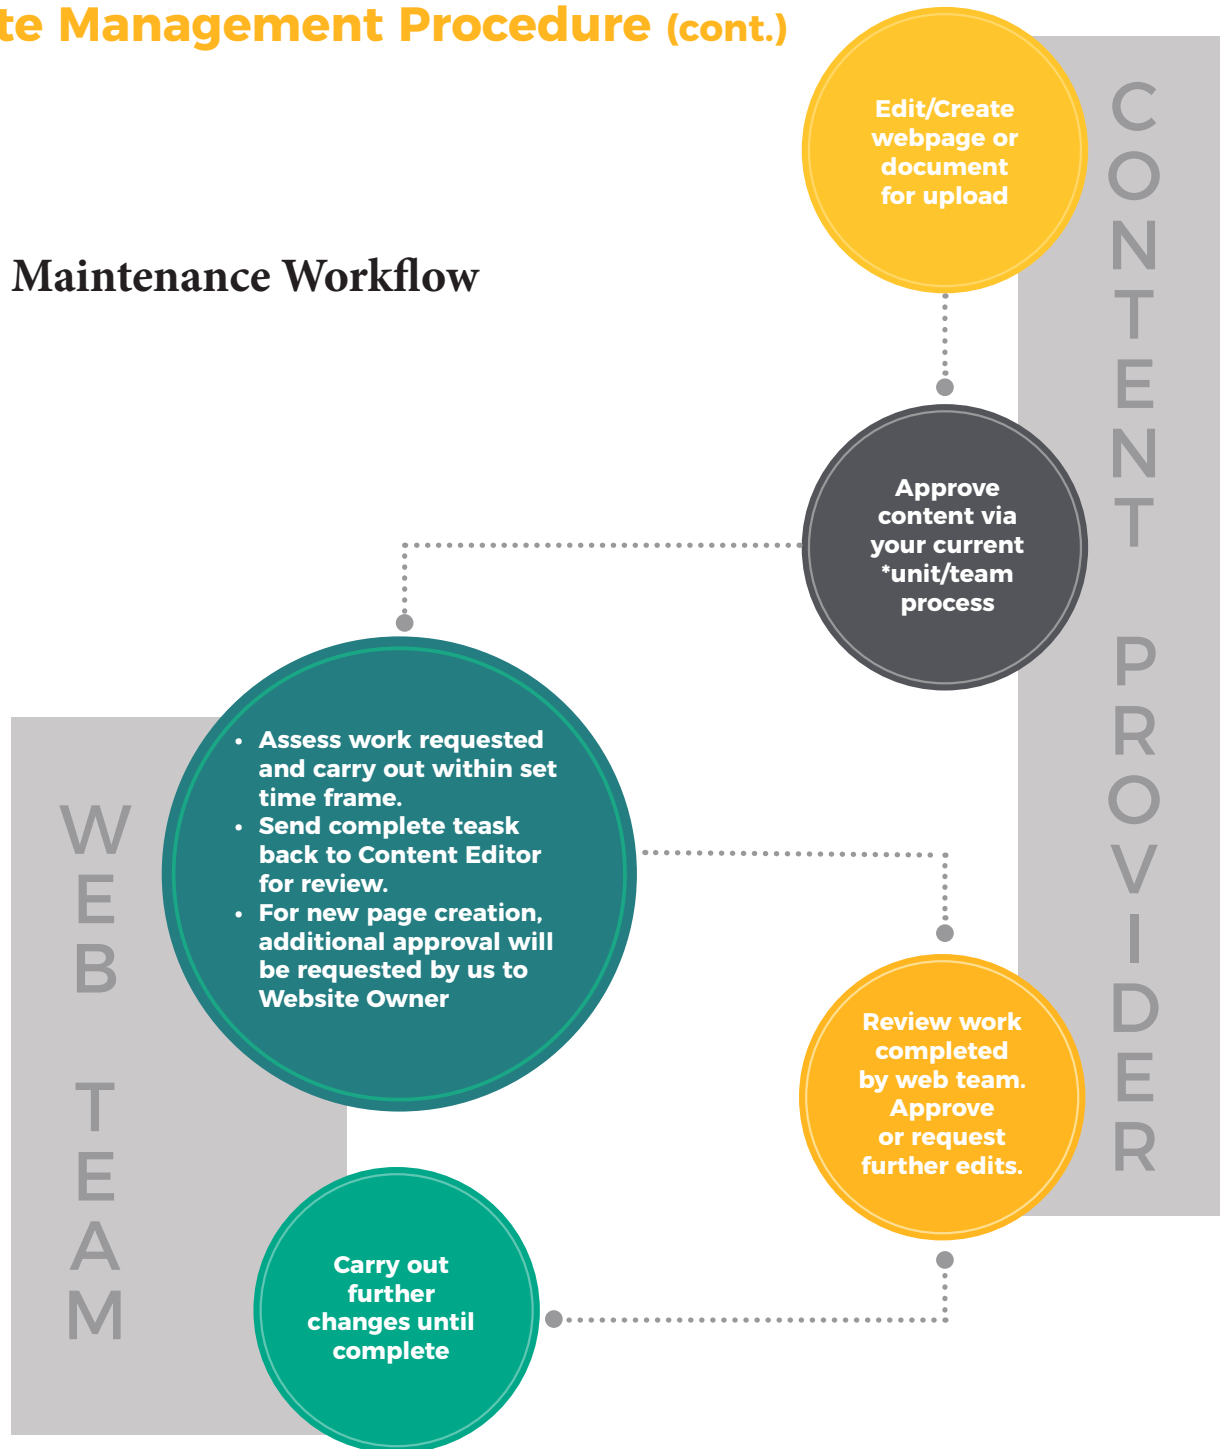 te Management Procedure (cont.)
Edit/Create
webpage or
document
for upload
Maintenance Workflow
Approve
content via
your current
*unit/team
process
CONTENT PROVIDER
• Assess work requested
and carry out within set
time frame.
• Send complete teask
back to Content Editor
for review.
• For new page creation,
additional approval will
be requested by us to
Website Owner
WEB TEAM
Review work
completed
by web team.
Approve
or request
further edits.
Carry out
further
changes until
complete